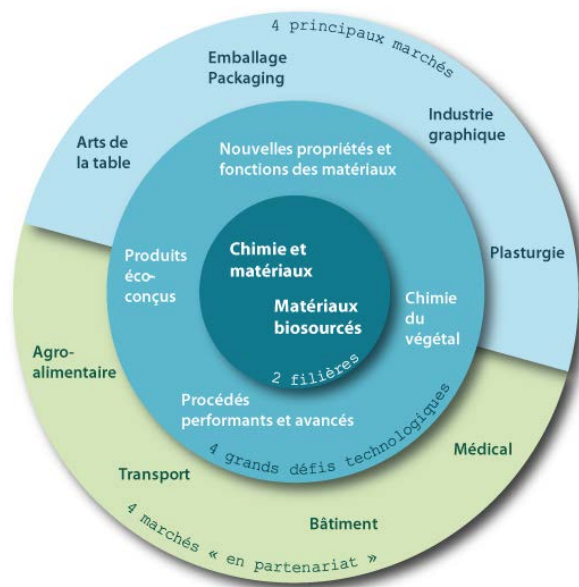 4 principaux marchés
Emballage
Packaging
Industrie
graphique
Arts de
la table
Plasturgie
Nouvelles propriétés et
fonctions des matériaux
Produits
éco-
conçus
Chimie
du
végétal
Procédés
performants et avancés
4 grands défis technologiques
Chimie et
matériaux
Matériaux
biosourcés
2 filières
Agro-
alimentaire
Transport
Bâtiment
Médical
4 marchés « en partenariat »